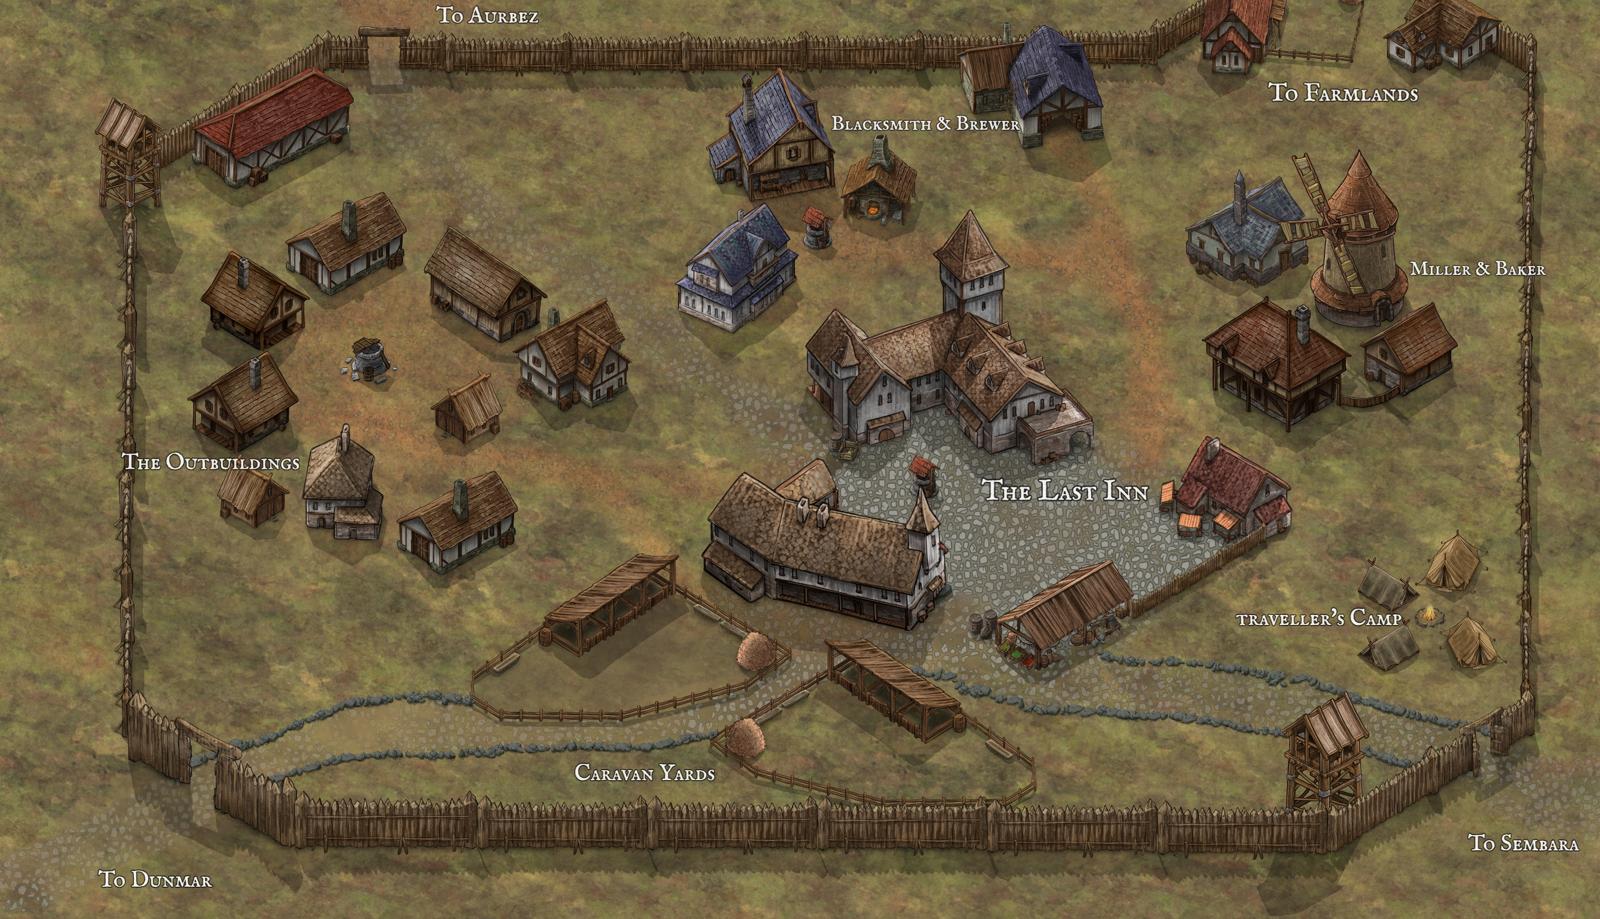 To Aurbez
To Farmlands
Blacksmith & Brewer
Miller & Baker
The Outbuildings
The Last Inn
traveller's Camp
Caravan Yards
To Sembara
To Dunmar